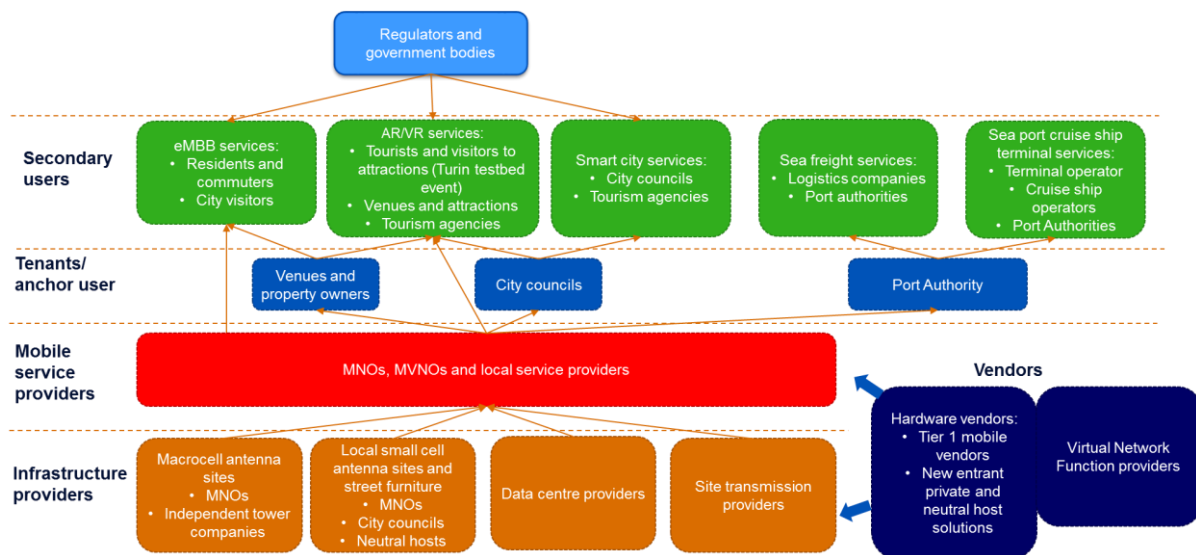 Regulators and
government bodies
Secondary
users
eMBB services:
• Residents and
commuters
• City visitors
AR/VR services:
• Tourists and visitors to
attractions (Turin testbed
event)
• Venues and attractions
• Tourism agencies
Smart city services:
• City councils
• Tourism agencies
Sea freight services:
• Logistics companies
• Port authorities
Sea port cruise ship
terminal services:
• Terminal operator
• Cruise ship
operators
• Port Authorities
Tenants/
anchor user
Venues and
property owners
City councils
Port Authority
Mobile
service
providers
MNOs, MVNOs and local service providers
Vendors
Hardware vendors:
• Tier 1 mobile
vendors
• New entrant
private and
neutral host
solutions
Virtual Network
Function providers
Infrastructure
providers
Macrocell antenna
sites
• MNOs
• Independent tower
companies
Local small cell
antenna sites and
street furniture
• MNOs
• City councils
• Neutral hosts
Data centre providers
Site transmission
providers